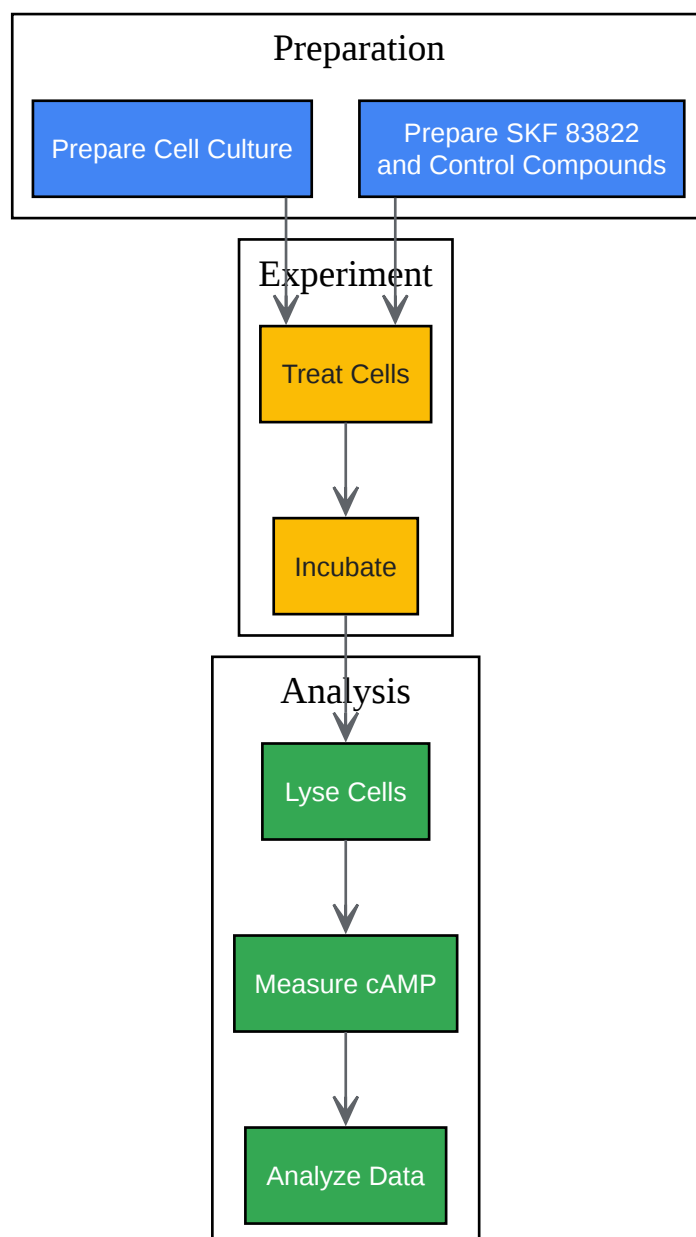 Preparation
Prepare Cell Culture
Prepare SKF 83822
and Control Compounds
Experiment
Treat Cells
Incubate
Analysis
Lyse Cells
Measure cAMP
Analyze Data